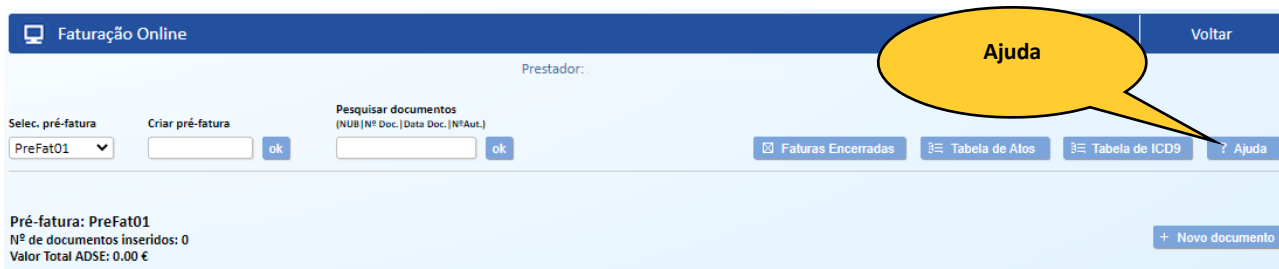 Faturação Online
Voltar
Ajuda
Prestador:
Selec. pré-fatura
Criar pré-fatura
Pesquisar documentos
(NUB|Nº Doc.|Data Doc.|NºAut.)
PreFat01
ok
ok
Faturas Encerradas
Tabela de Atos
Tabela de ICD9
? Ajuda
Pré-fatura: PreFat01
Nº de documentos inseridos: 0
Valor Total ADSE: 0.00 €
+ Novo documento